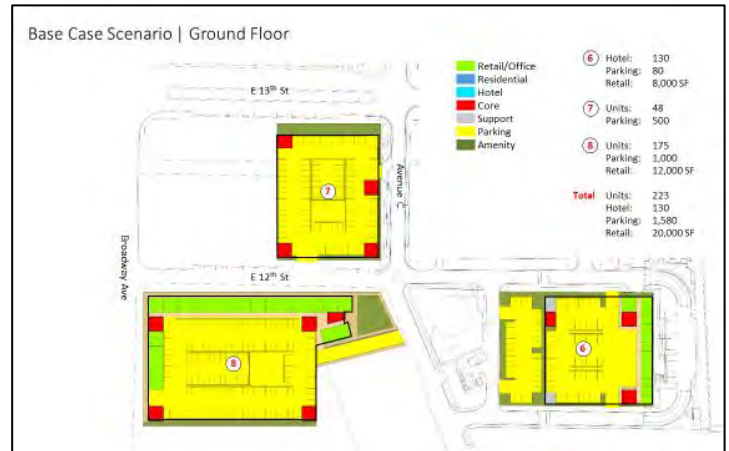 Base Case Scenario | Ground Floor
Retail/Office
Residential
Hotel
Core
Support
Parking
Amenity
6 Hotel: 130
Parking: 80
Retail: 8,000 SF
7 Units: 48
Parking: 500
8 Units: 175
Parking: 1,000
Retail: 12,000 SF
Total Units: 223
Hotel: 130
Parking: 1,580
Retail: 20,000 SF
E 13th St
Avenue C
7
Broadway Ave
E 12th St
8
6